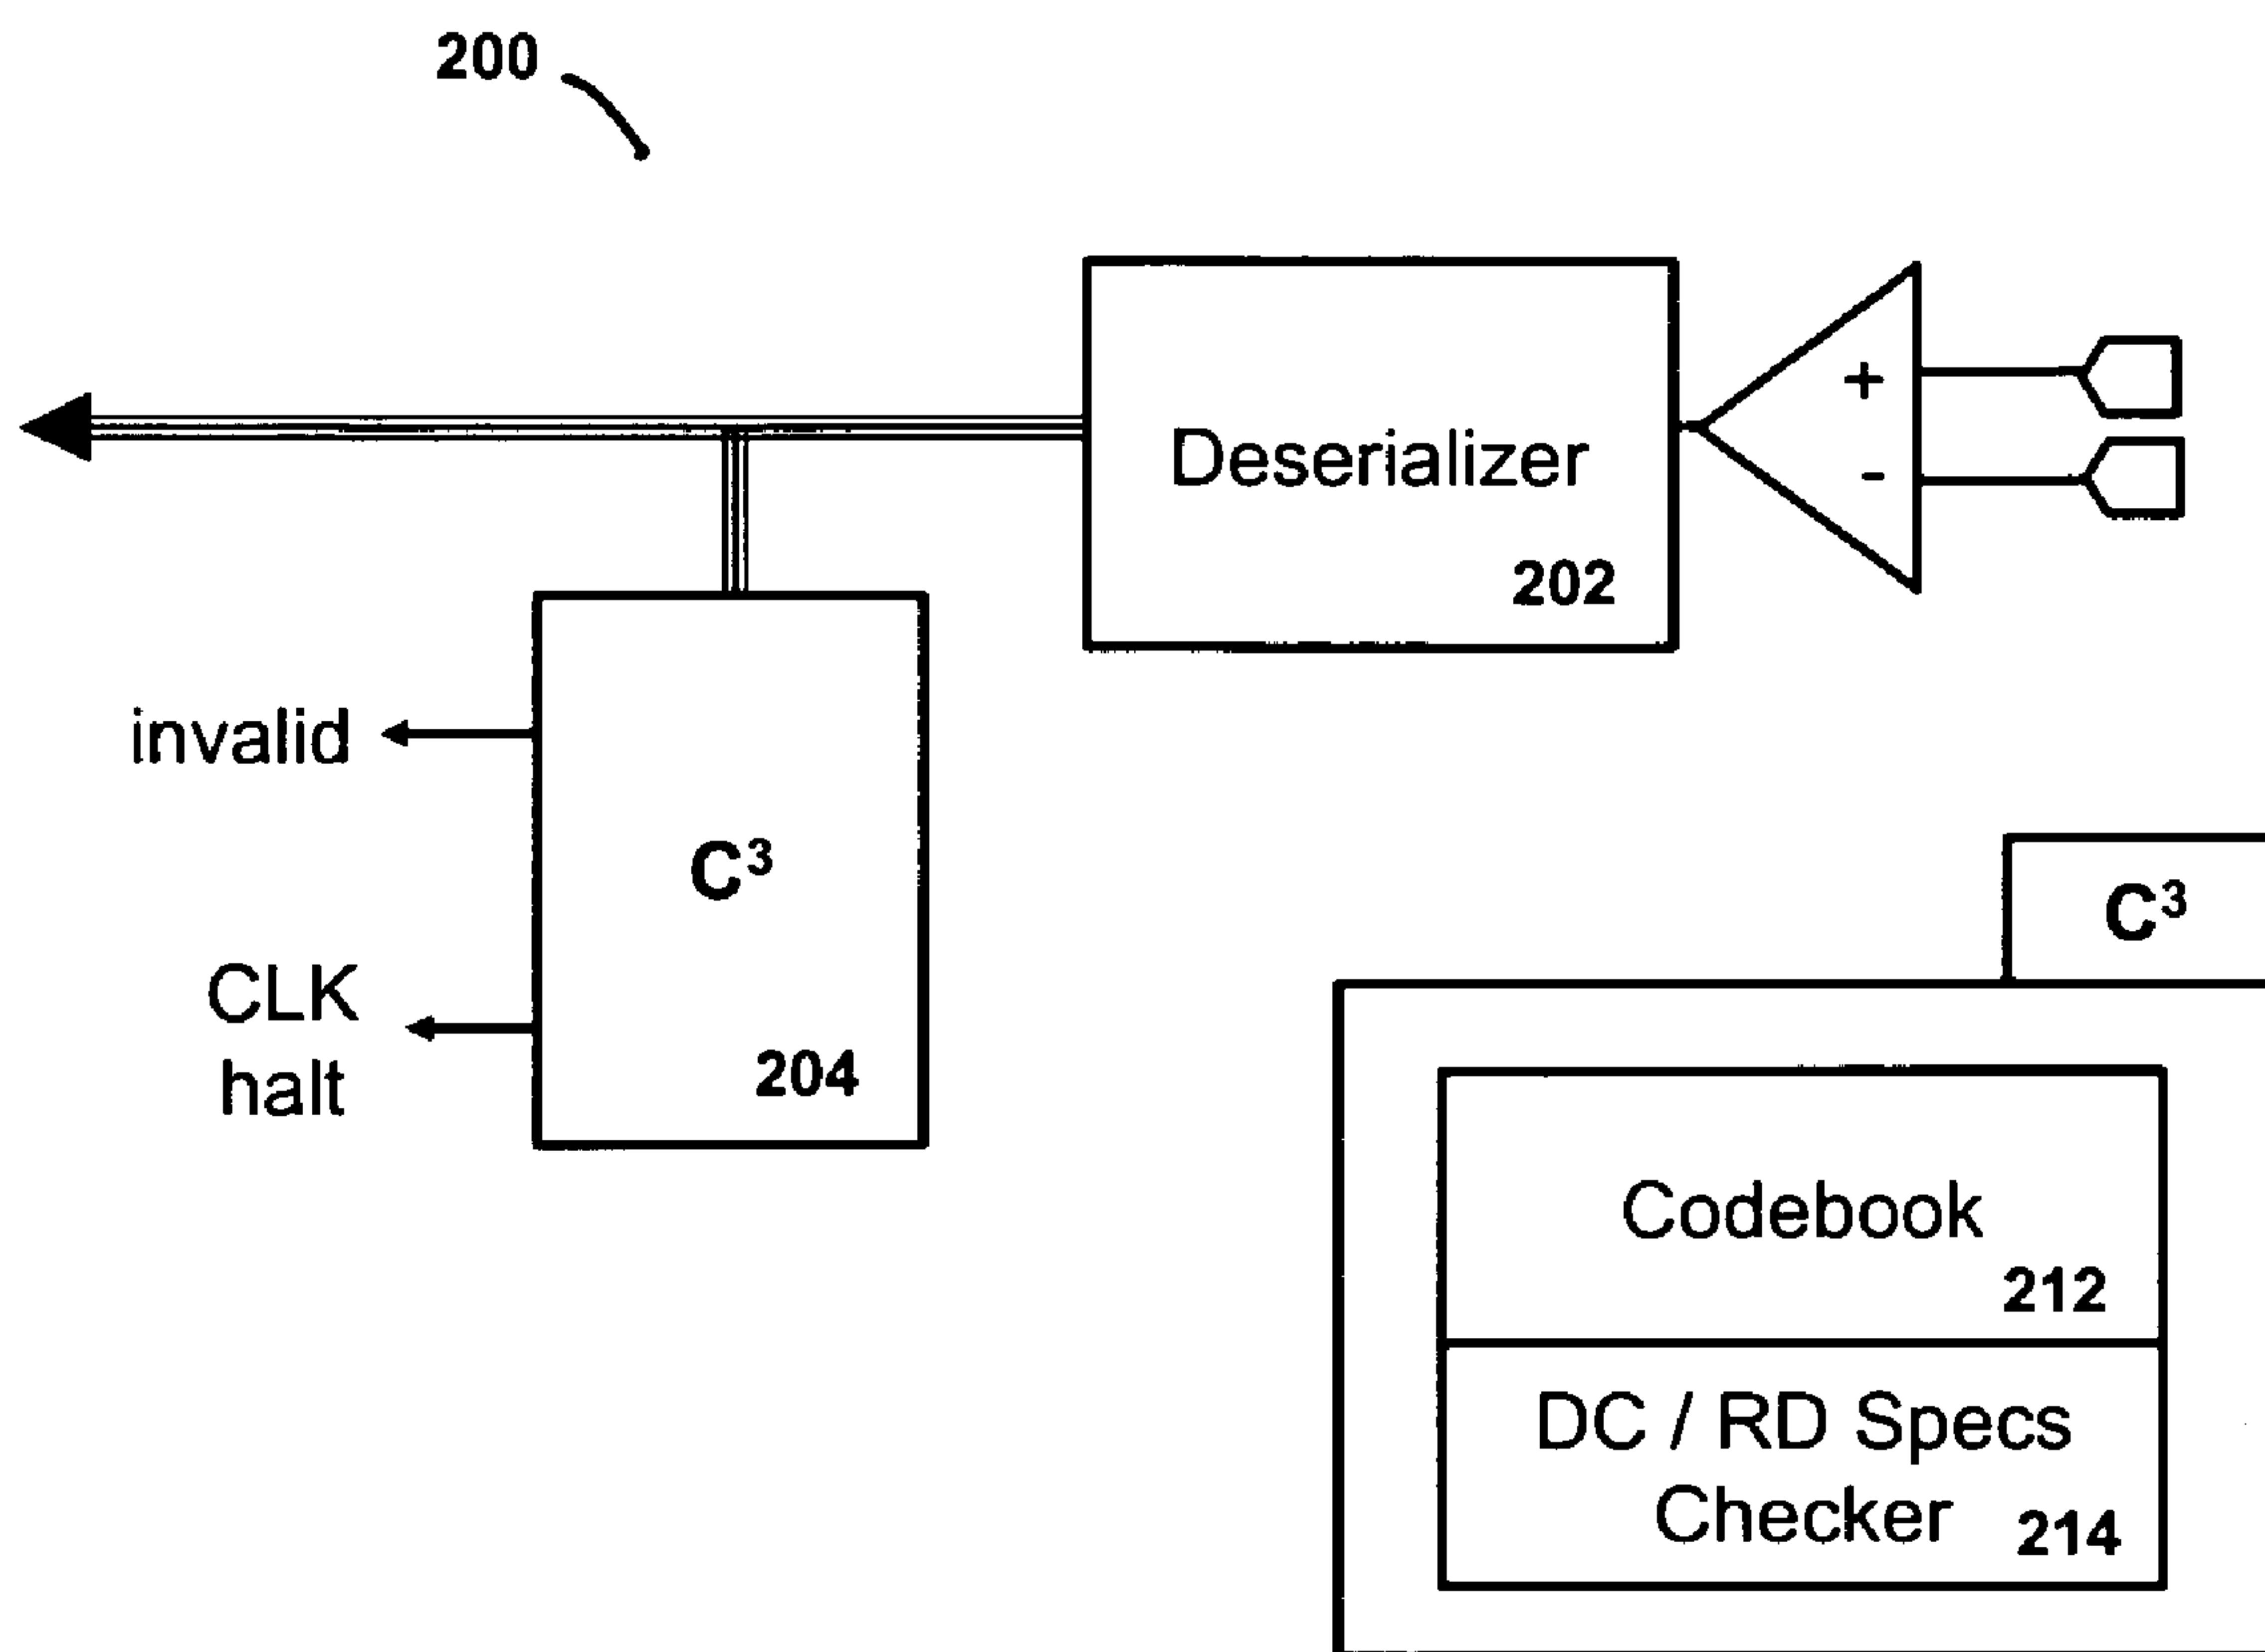 200
+
-
Deserializer
202
invalid
C³
CLK
halt
204
C³
Codebook
212
DC / RD Specs
Checker 214